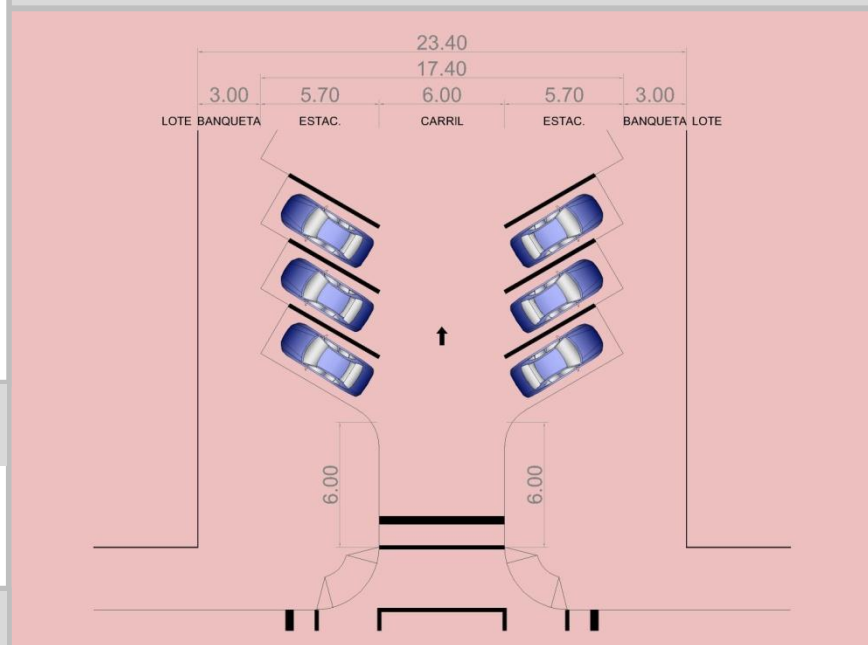 23.40
17.40
3.00 5.70 6.00 5.70 3.00
LOTE BANQUETA ESTAC. CARRIL ESTAC. BANQUETA LOTE
6.00 6.00